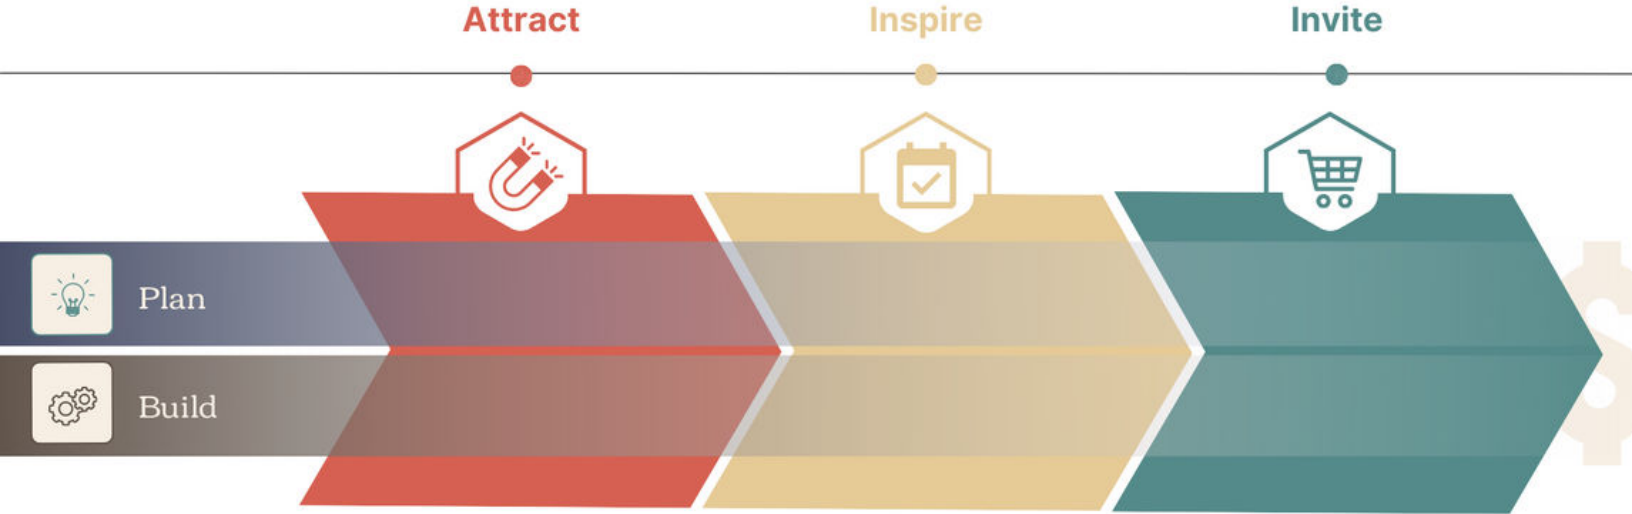 Attract
Inspire
Invite
Plan
Build
$